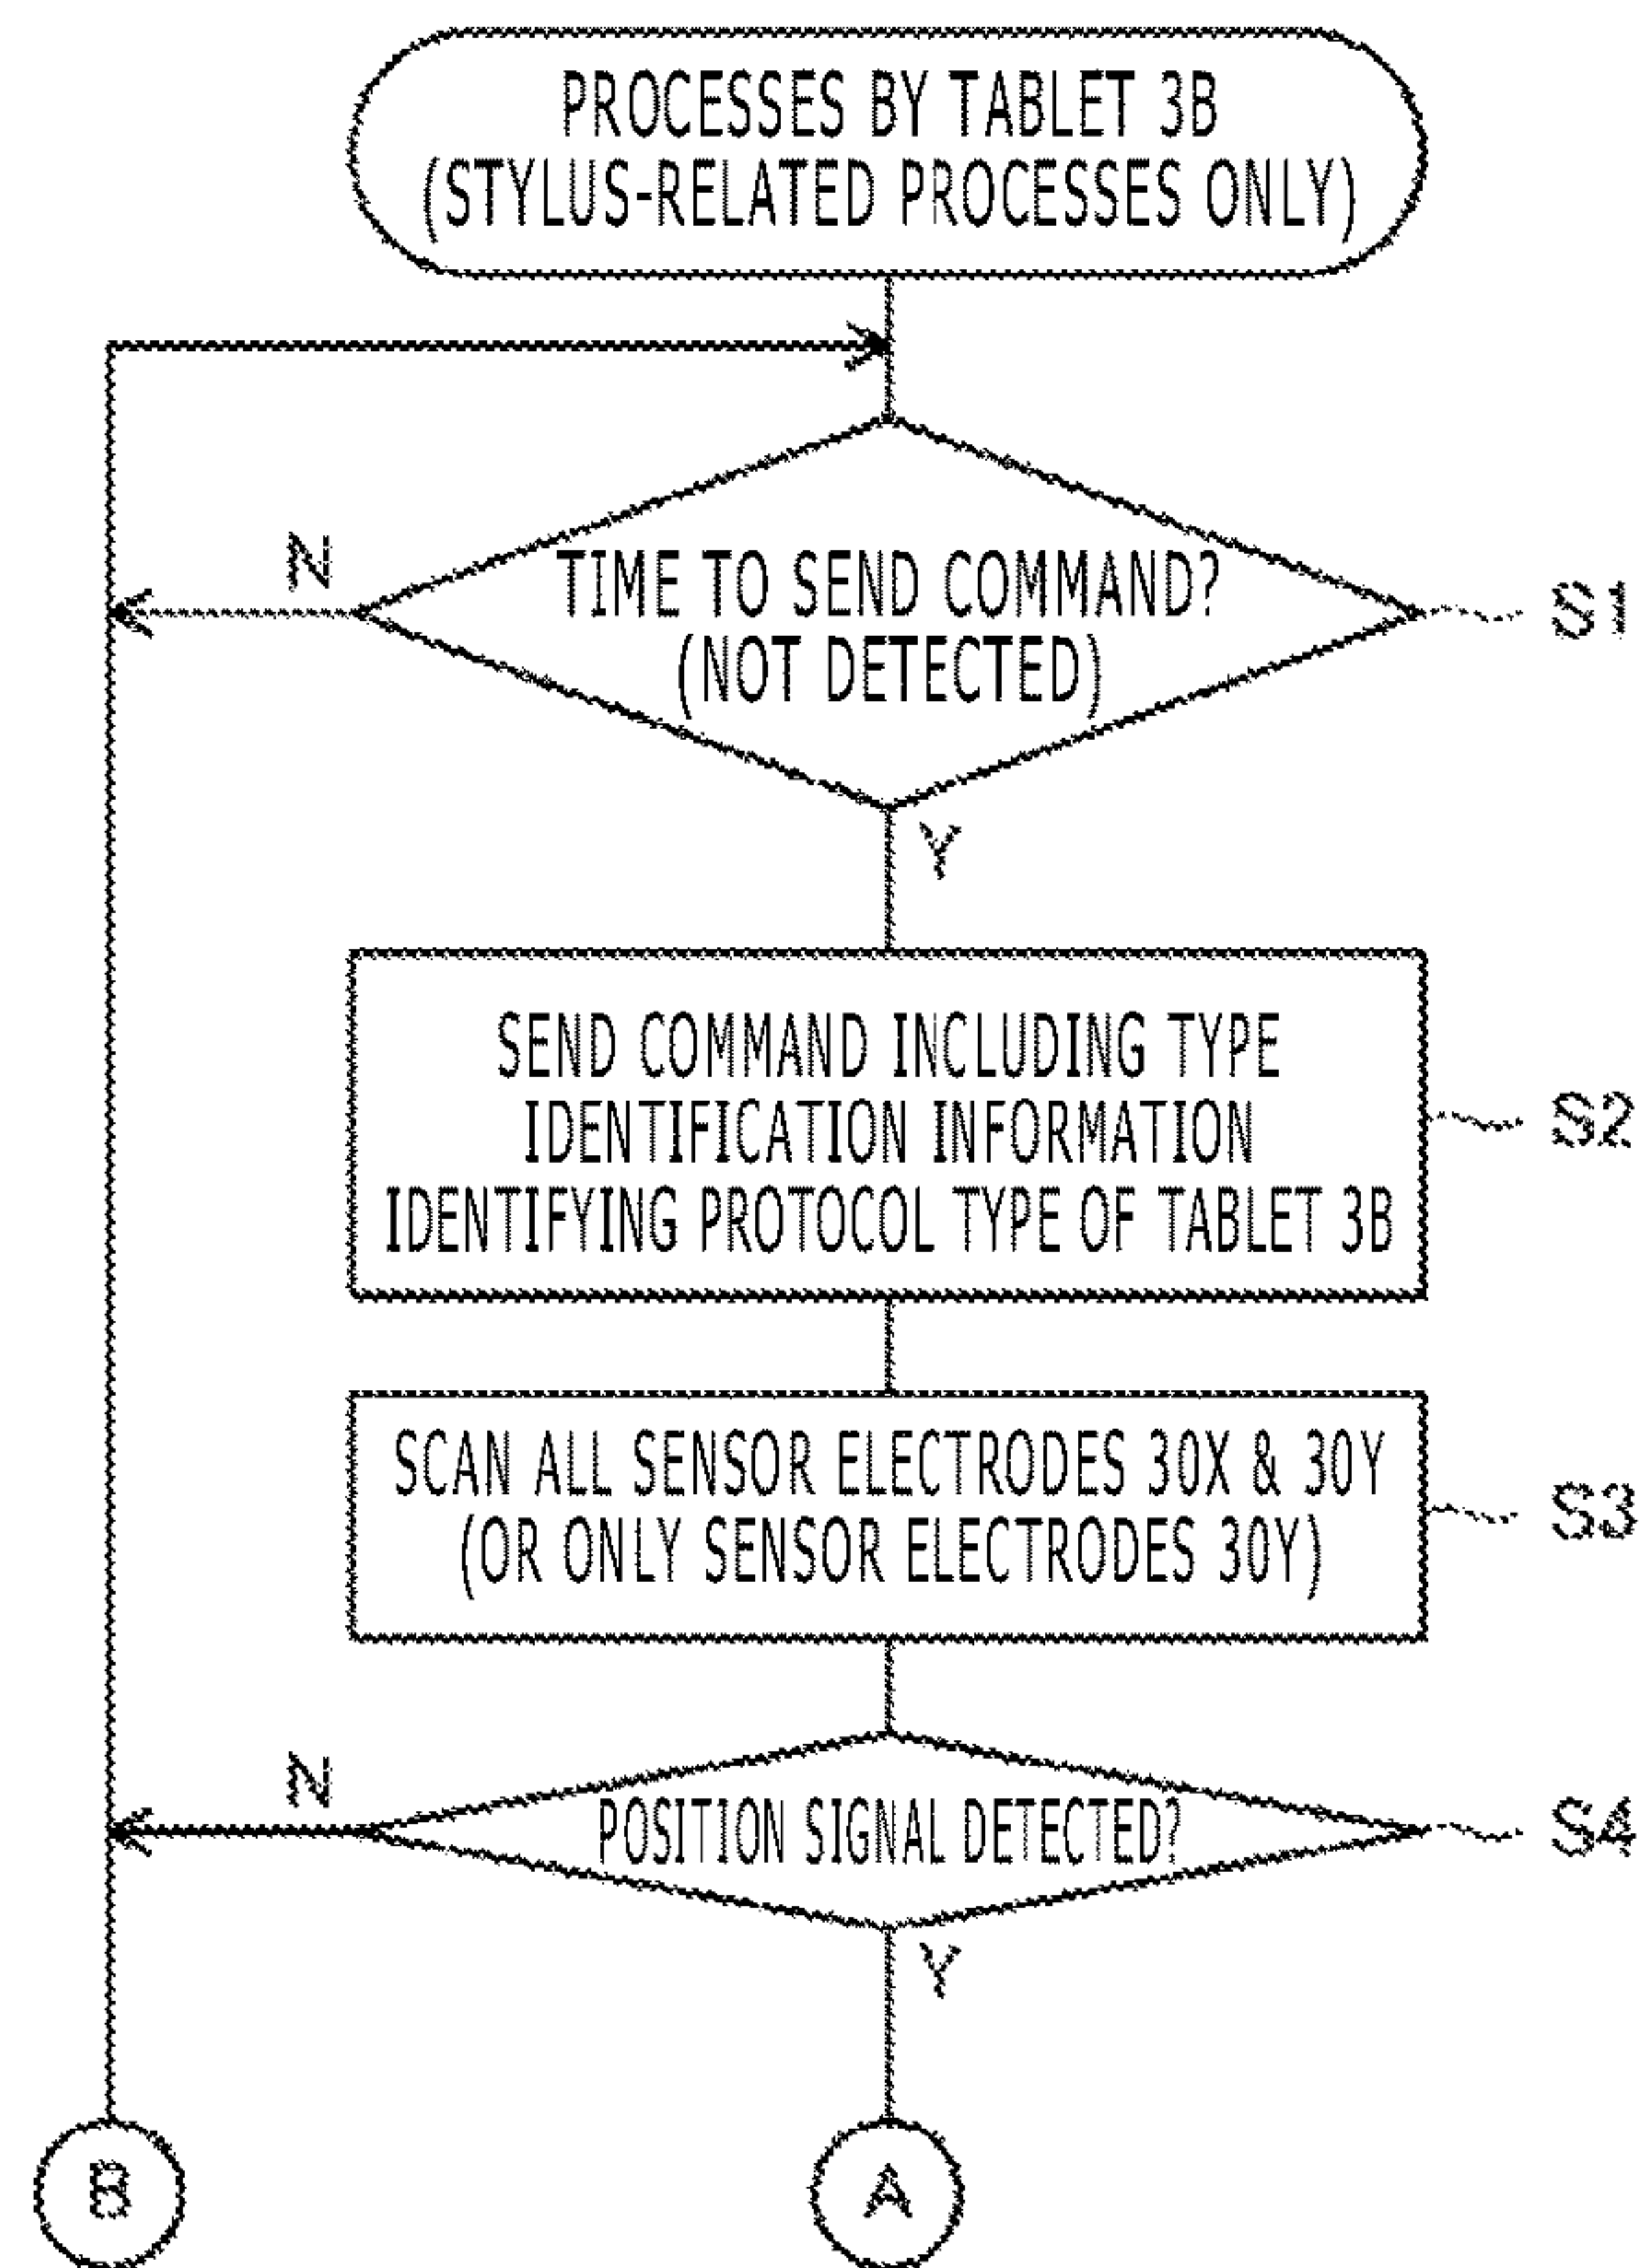 PROCESSES BY TABLET 3B
(STYLUS-RELATED PROCESSES ONLY)
N
TIME TO SEND COMMAND?
(NOT DETECTED)
S1
Y
SEND COMMAND INCLUDING TYPE
IDENTIFICATION INFORMATION
IDENTIFYING PROTOCOL TYPE OF TABLET 3B
S2
SCAN ALL SENSOR ELECTRODES 30X & 30Y
(OR ONLY SENSOR ELECTRODES 30Y)
S3
N
POSITION SIGNAL DETECTED?
S4
Y
B
A